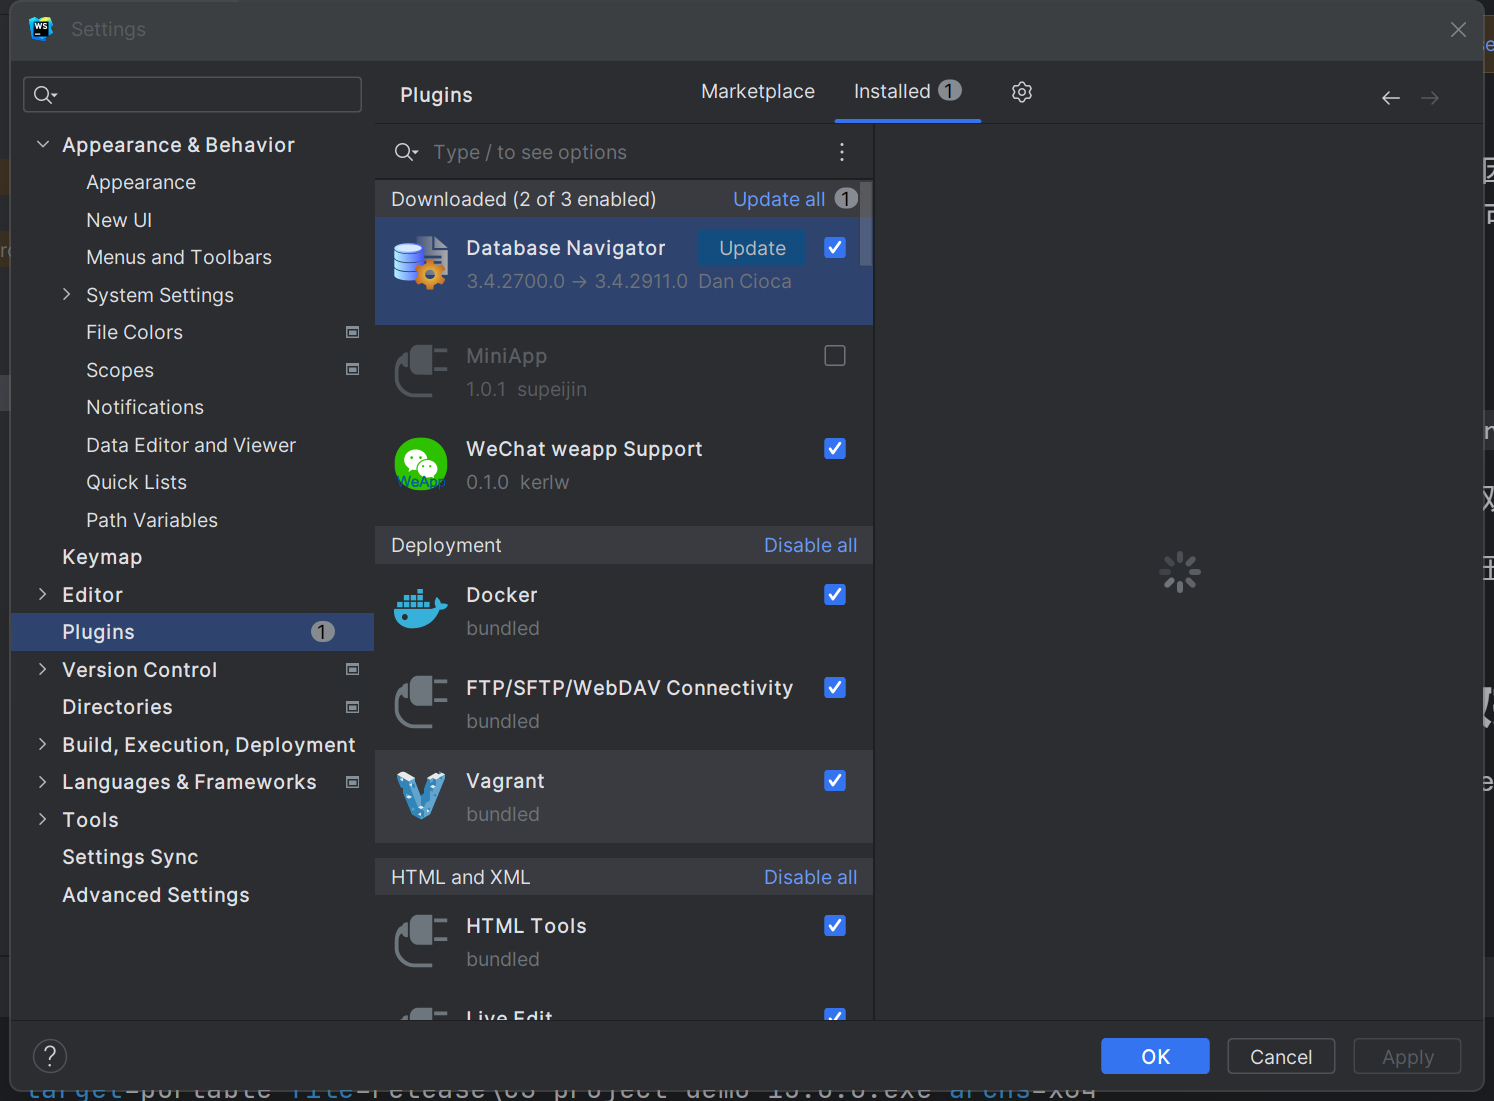 WS
Settings
Plugins
Marketplace
Installed 1
Type / to see options
Appearance & Behavior
Appearance
New UI
Menus and Toolbars
System Settings
File Colors
Scopes
Notifications
Data Editor and Viewer
Quick Lists
Path Variables
Keymap
Editor
Plugins 1
Version Control
Directories
Build, Execution, Deployment
Languages & Frameworks
Tools
Settings Sync
Advanced Settings
Downloaded (2 of 3 enabled) Update all 1
Database Navigator Update
3.4.2700.0 → 3.4.2911.0 Dan Cioca
MiniApp
1.0.1 supeijin
WeChat weapp Support
WeApp
0.1.0 kerlw
Deployment Disable all
Docker
bundled
FTP/SFTP/WebDAV Connectivity
bundled
Vagrant
bundled
HTML and XML Disable all
HTML Tools
bundled
Live Edit
?
OK
Cancel
Apply